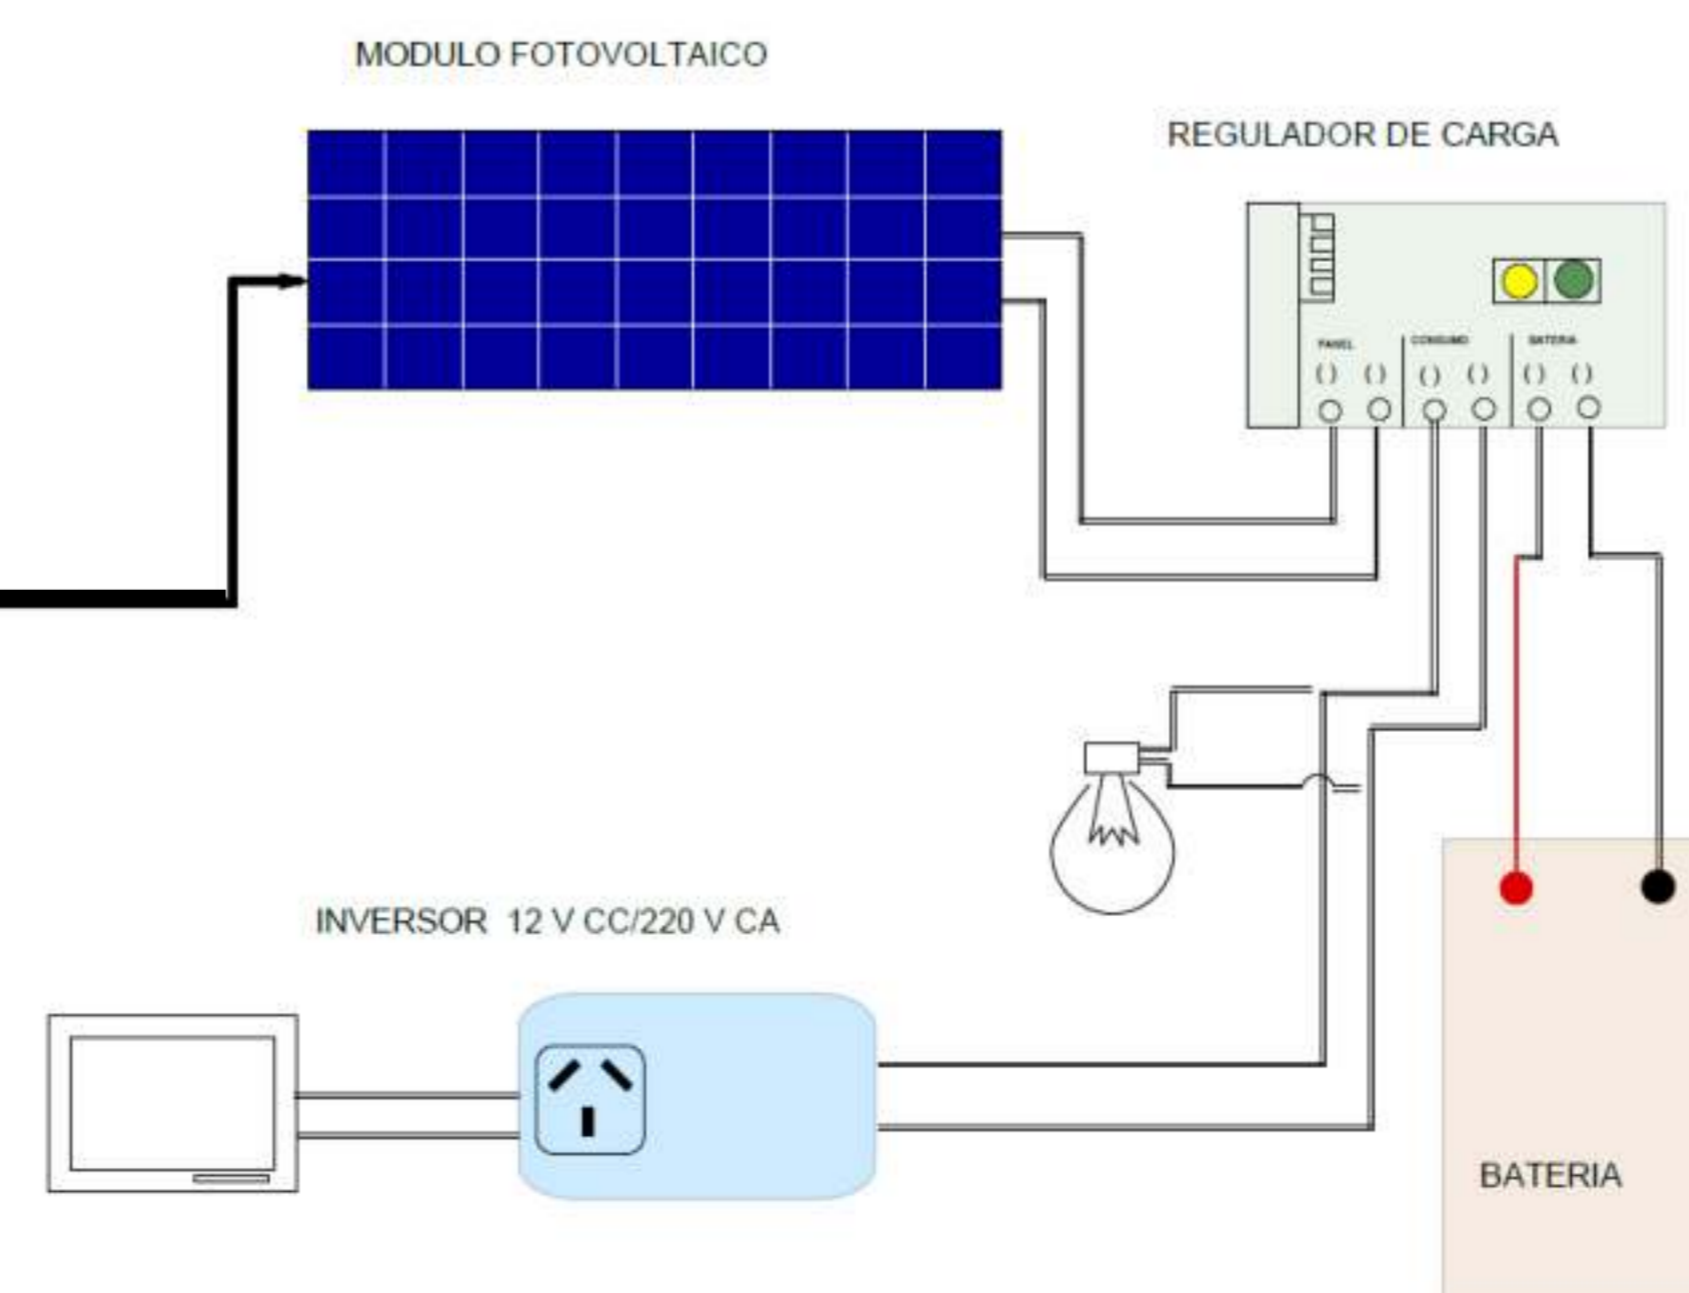 MODULO FOTOVOLTAICO
REGULADOR DE CARGA
PANEL
CONSUMO
BATERIA
( ) ( ) ( ) ( ) ( ) ( )
INVERSOR 12 V CC/220 V CA
BATERIA